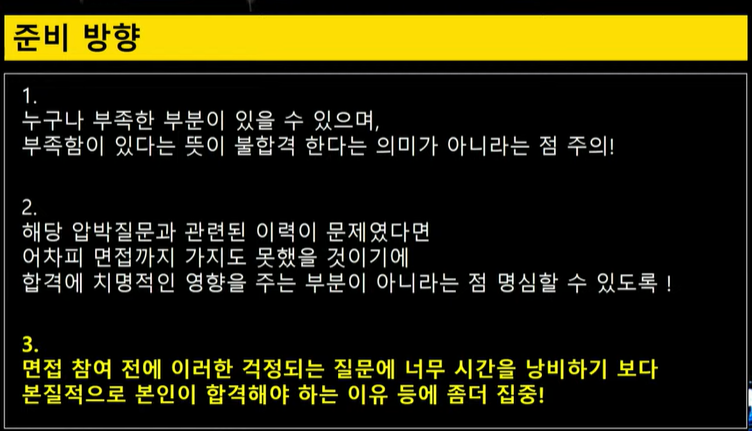 준비 방향
1.
누구나 부족한 부분이 있을 수 있으며,
부족함이 있다는 뜻이 불합격 한다는 의미가 아니라는 점 주의!
2.
해당 압박질문과 관련된 이력이 문제였다면
어차피 면접까지 가지도 못했을 것이기에
합격에 치명적인 영향을 주는 부분이 아니라는 점 명심할 수 있도록 !
3.
면접 참여 전에 이러한 걱정되는 질문에 너무 시간을 낭비하기 보다
본질적으로 본인이 합격해야 하는 이유 등에 좀더 집중!